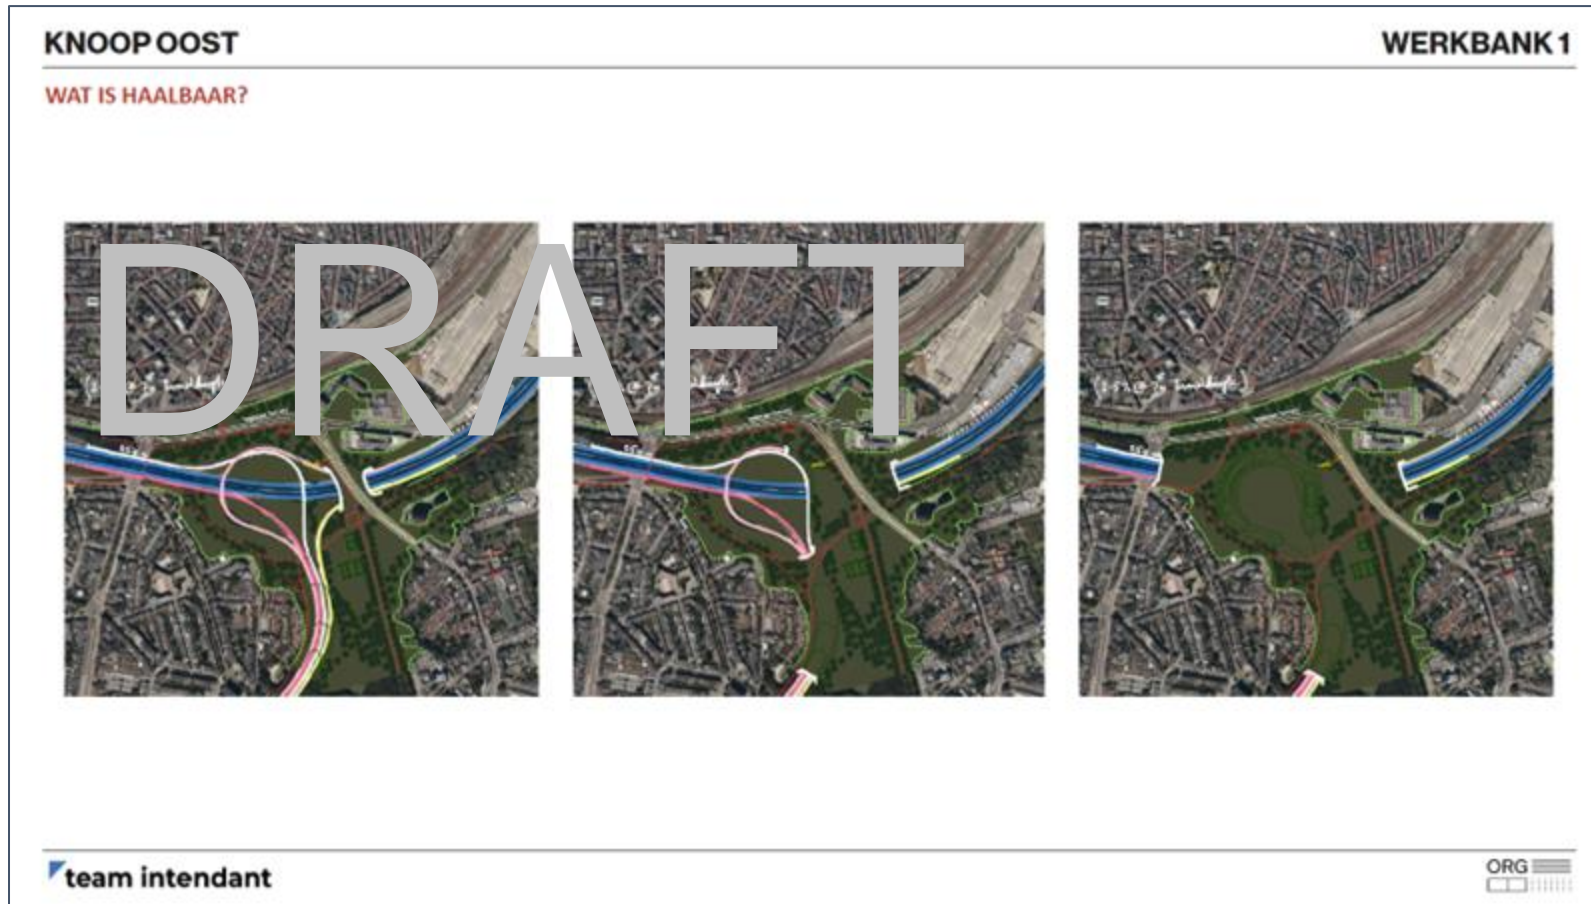 KNOOP OOST
WERKBANK 1
WAT IS HAALBAAR?
DRAFT
team intendant
ORG